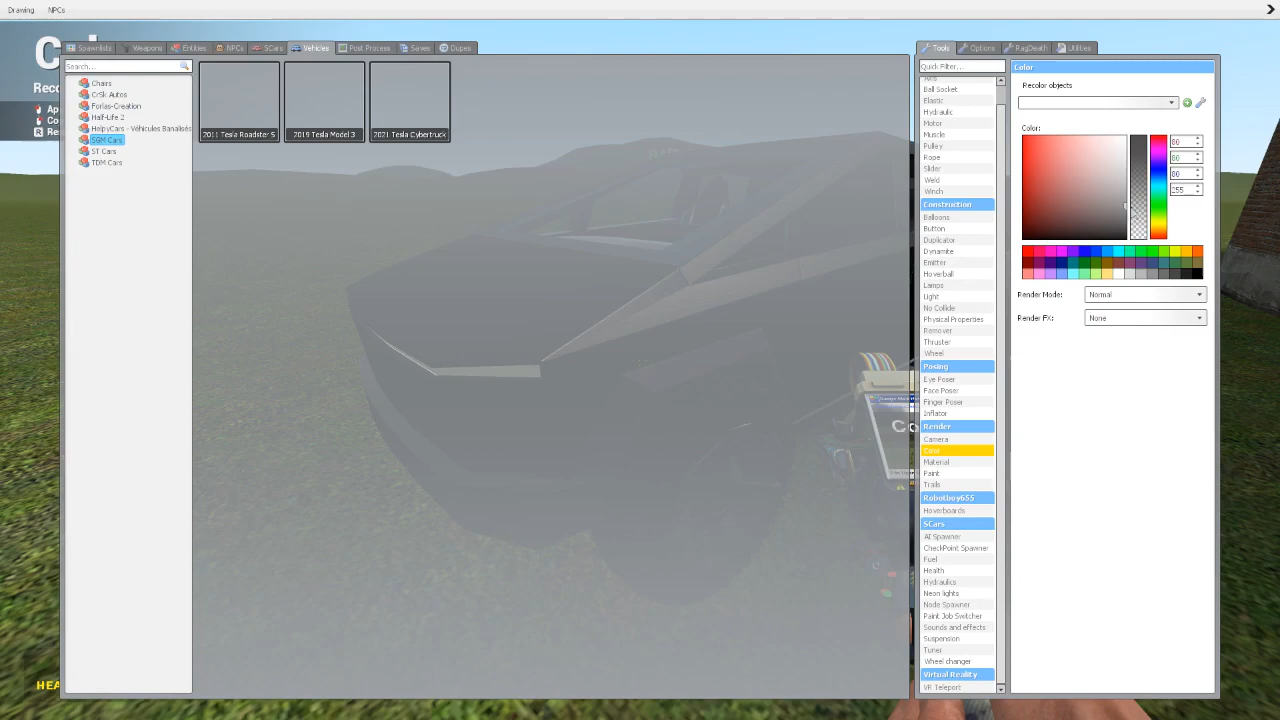 Drawing NPCs
Spawnlists Weapons Entities NPCs SCars Vehicles Post Process Saves Dupes
Search...
Chairs
CrSk Autos
Forlas-Creation
Half-Life 2
HelpyCars - Véhicules Banalisés
SGM Cars
ST Cars
TDM Cars
2011 Tesla Roadster S
2019 Tesla Model 3
2021 Tesla Cybertruck
Tools Options RagDeath Utilities
Quick Filter...
Axis
Ball Socket
Elastic
Hydraulic
Motor
Muscle
Pulley
Rope
Slider
Weld
Winch
Construction
Balloons
Button
Duplicator
Dynamite
Emitter
Hoverball
Lamps
Light
No Collide
Physical Properties
Remover
Thruster
Wheel
Posing
Eye Poser
Face Poser
Finger Poser
Inflator
Render
Camera
Color
Material
Paint
Trails
Robotboy655
Hoverboards
SCars
AI Spawner
CheckPoint Spawner
Fuel
Health
Hydraulics
Neon lights
Node Spawner
Paint Job Switcher
Sounds and effects
Suspension
Tuner
Wheel changer
Virtual Reality
VR Teleport
Color
Recolor objects
Color:
80
80
80
255
Render Mode: Normal
Render FX: None